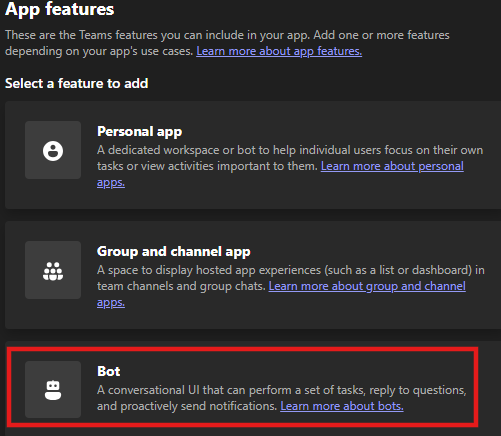 App features
These are the Teams features you can include in your app. Add one or more features
depending on your app's use cases. Learn more about app features.
Select a feature to add
Personal app
A dedicated workspace or bot to help individual users focus on their own
tasks or view activities important to them. Learn more about personal
apps.
Group and channel app
A space to display hosted app experiences (such as a list or dashboard) in
team channels and group chats. Learn more about group and channel
apps.
Bot
A conversational UI that can perform a set of tasks, reply to questions,
and proactively send notifications. Learn more about bots.